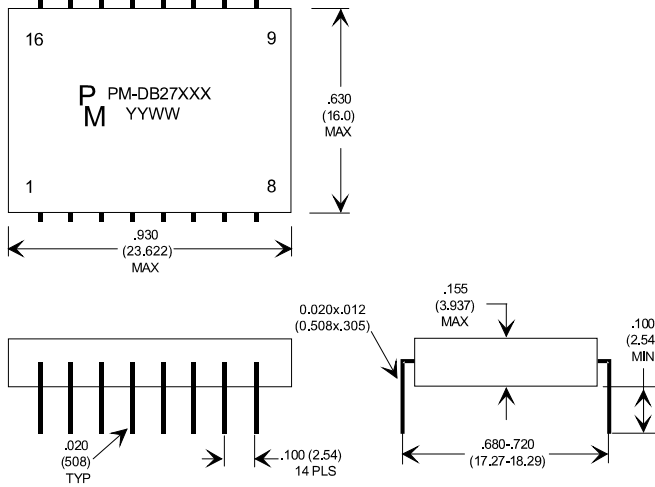 16 9
P PM-DB27XXX
M YYWW
.630
(16.0)
MAX
1 8
.930
(23.622)
MAX
0.020x.012
(0.508x.305)
.155
(3.937)
MAX
.100
(2.54
MIN
.020
(508)
TYP
.100 (2.54)
14 PLS
.680-.720
(17.27-18.29)